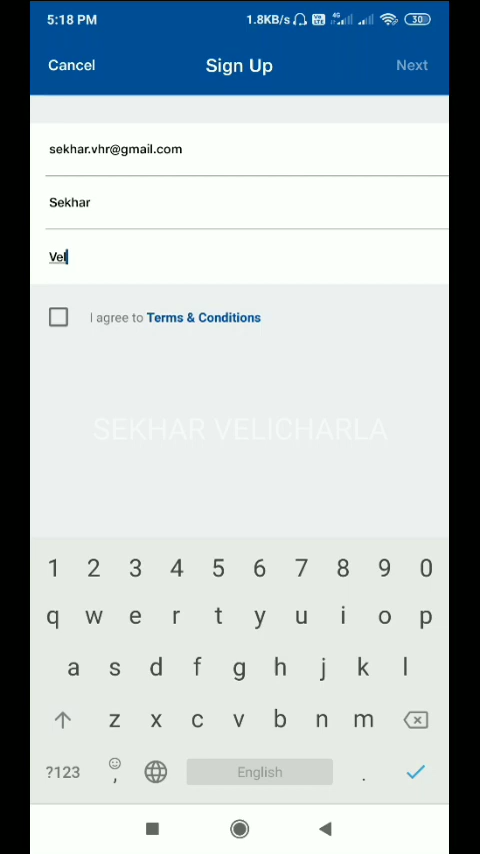 5:18 PM 1.8KB/s 4G 30
Cancel Sign Up Next
sekhar.vhr@gmail.com
Sekhar
Vel
I agree to Terms & Conditions
SEKHAR VELICHARLA
1 2 3 4 5 6 7 8 9 0
q w e r t y u i o p
a s d f g h j k l
z x c v b n m
?123 , English .